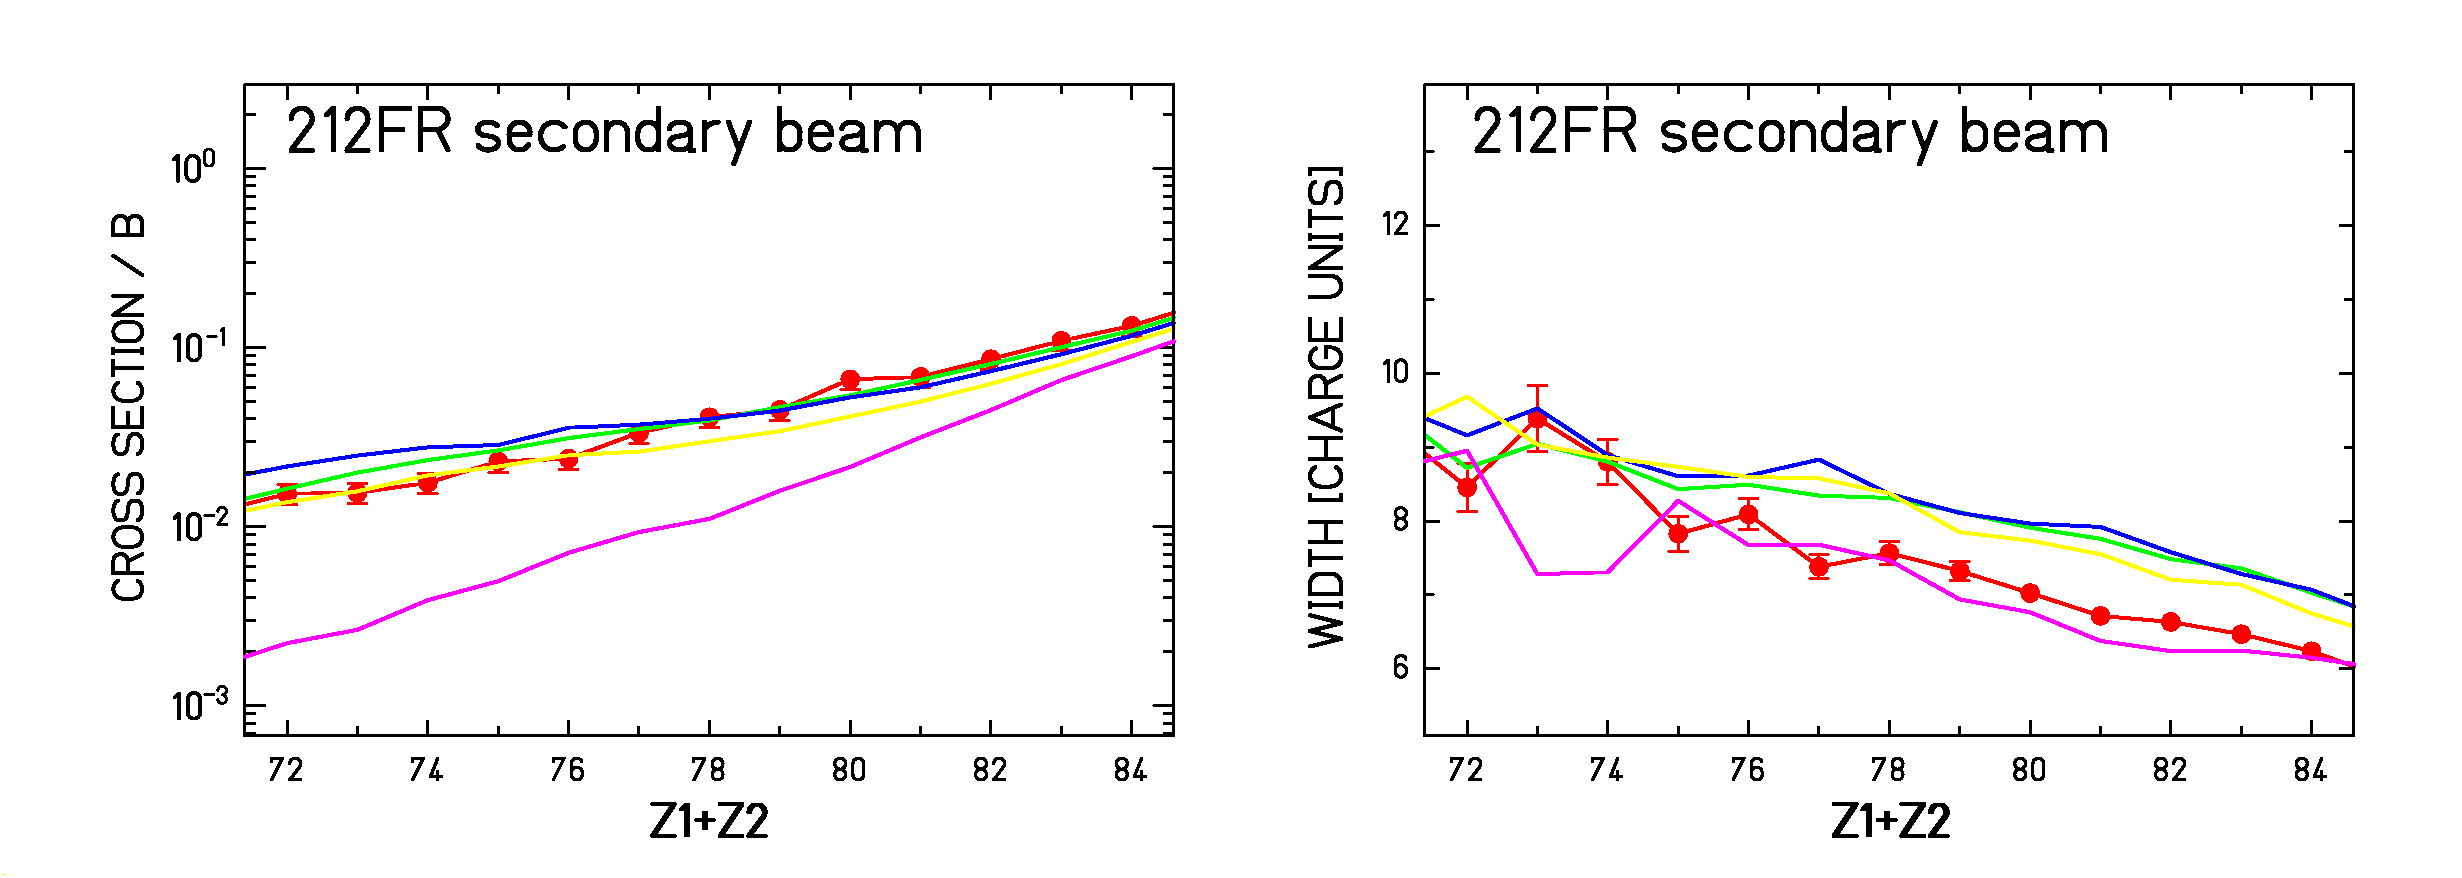 212FR secondary beam
CROSS SECTION / B
10⁰
10⁻¹
10⁻²
10⁻³
72 74 76 78 80 82 84
Z1+Z2
212FR secondary beam
WIDTH [CHARGE UNITS]
12
10
8
6
72 74 76 78 80 82 84
Z1+Z2